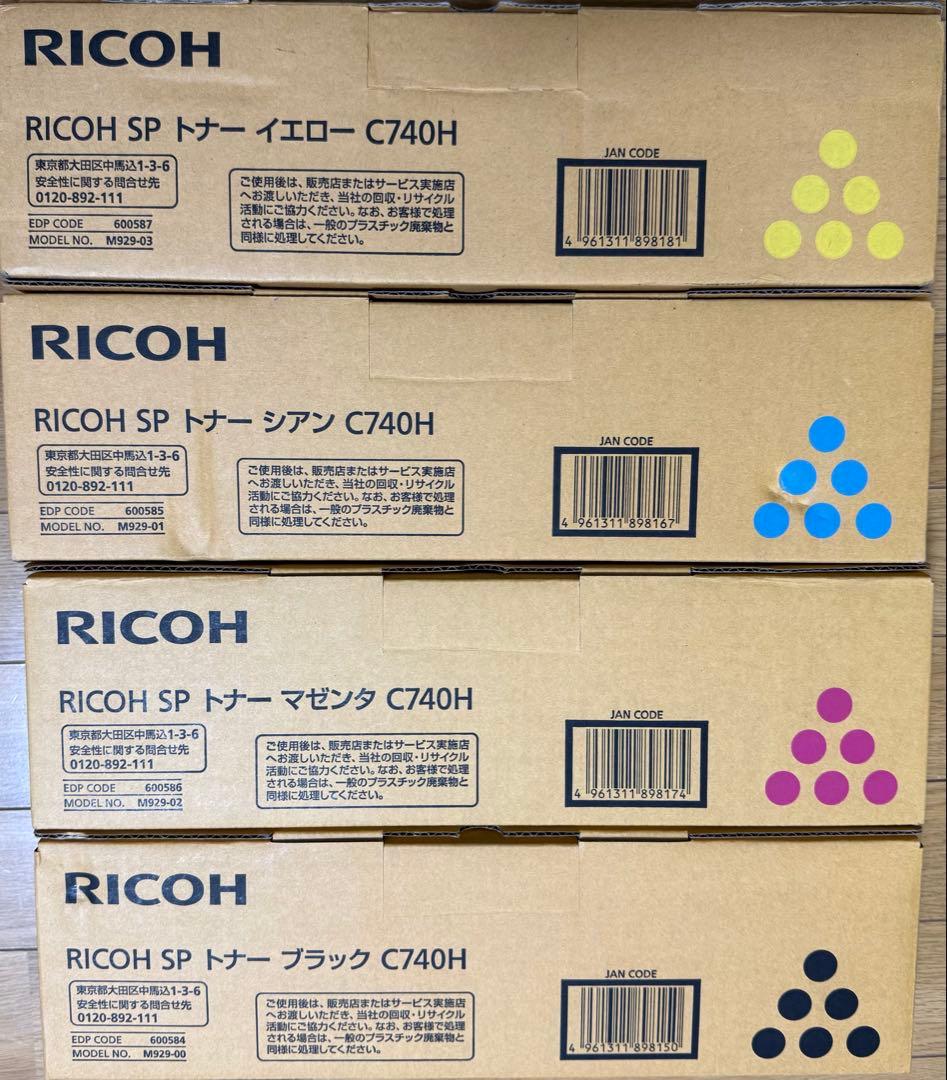 RICOH
RICOH SP トナー イエロー C740H
東京都大田区中馬込1-3-6
安全性に関する問合せ先
0120-892-111
EDP CODE 600587
MODEL NO. M929-03
ご使用後は、販売店またはサービス実施店
へお渡しいただき、当社の回収・リサイクル
活動にご協力ください。なお、お客様で処理
される場合は、一般のプラスチック廃棄物と
同様に処理してください。
JAN CODE
4 961311 898181
RICOH
RICOH SP トナー シアン C740H
東京都大田区中馬込1-3-6
安全性に関する問合せ先
0120-892-111
EDP CODE 600585
MODEL NO. M929-01
ご使用後は、販売店またはサービス実施店
へお渡しいただき、当社の回収・リサイクル
活動にご協力ください。なお、お客様で処理
される場合は、一般のプラスチック廃棄物と
同様に処理してください。
JAN CODE
4 961311 898167
RICOH
RICOH SP トナー マゼンタ C740H
東京都大田区中馬込1-3-6
安全性に関する問合せ先
0120-892-111
EDP CODE 600586
MODEL NO. M929-02
ご使用後は、販売店またはサービス実施店
へお渡しいただき、当社の回収・リサイクル
活動にご協力ください。なお、お客様で処理
される場合は、一般のプラスチック廃棄物と
同様に処理してください。
JAN CODE
4 961311 898174
RICOH
RICOH SP トナー ブラック C740H
東京都大田区中馬込1-3-6
安全性に関する問合せ先
0120-892-111
EDP CODE 600584
MODEL NO. M929-00
ご使用後は、販売店またはサービス実施店
へお渡しいただき、当社の回収・リサイクル
活動にご協力ください。なお、お客様で処理
される場合は、一般のプラスチック廃棄物と
同様に処理してください。
JAN CODE
4 961311 898150